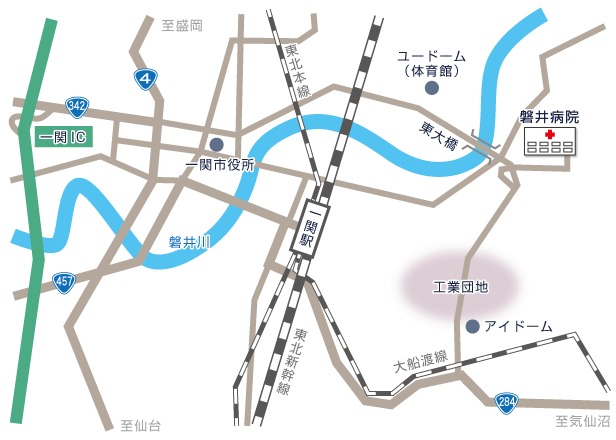 至盛岡
4
東北本線
ユードーム
（体育館）
342
磐井病院
一関IC
東大橋
一関市役所
一関駅
磐井川
457
工業団地
アイドーム
東北新幹線
大船渡線
284
至仙台
至気仙沼